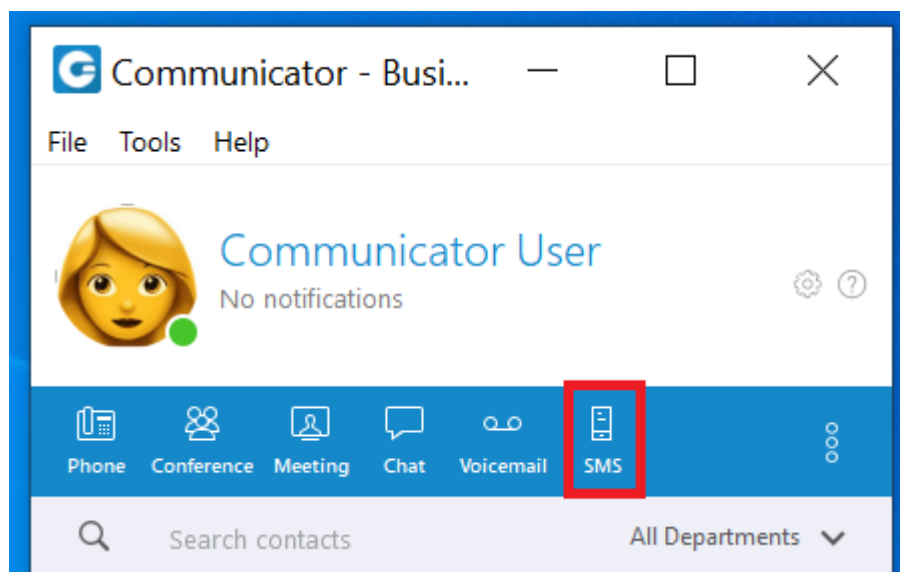 Communicator - Busi...
File Tools Help
Communicator User
No notifications
Phone Conference Meeting Chat Voicemail SMS
Search contacts All Departments